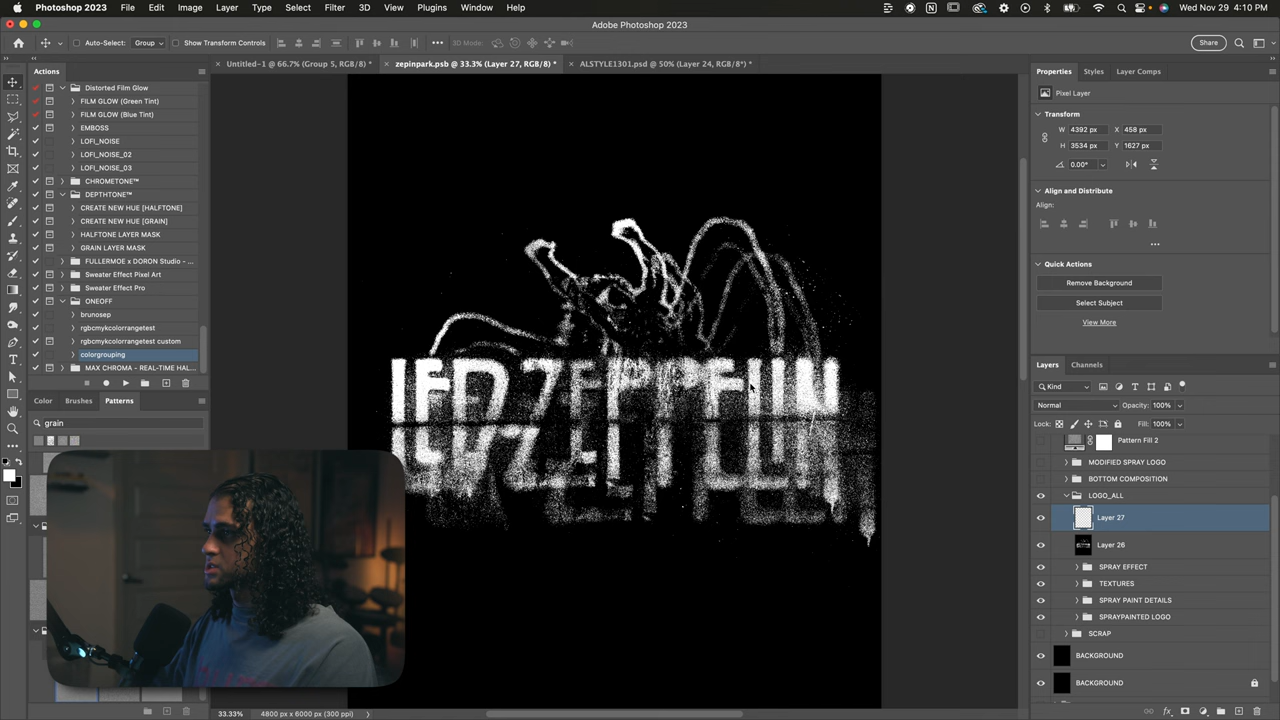 Photoshop 2023 File Edit Image Layer Type Select Filter 3D View Plugins Window Help Wed Nov 29 4:10 PM
Adobe Photoshop 2023
Auto-Select: Group Show Transform Controls 3D Mode: Share
Untitled-1 @ 66.7% (Group 5, RGB/8) * zepinpark.psb @ 33.3% (Layer 27, RGB/8) * ALSTYLE1301.psd @ 50% (Layer 24, RGB/8*) *
Actions
Distorted Film Glow
FILM GLOW (Green Tint)
FILM GLOW (Blue Tint)
EMBOSS
LOFI_NOISE
LOFI_NOISE_02
LOFI_NOISE_03
CHROMETONE™
DEPTHTONE™
CREATE NEW HUE [HALFTONE]
CREATE NEW HUE [GRAIN]
HALFTONE LAYER MASK
GRAIN LAYER MASK
FULLERMOE x DORON Studio - ...
Sweater Effect Pixel Art
Sweater Effect Pro
ONEOFF
brunosep
rgbcmykcolorrangetest
rgbcmykcolorrangetest custom
colorgrouping
MAX CHROMA - REAL-TIME HAL...
Color Brushes Patterns
grain
LED ZEPPELIN
33.33% 4800 px x 6000 px (300 ppi)
Properties Styles Layer Comps
Pixel Layer
Transform
W 4392 px X 458 px
H 3534 px Y 1627 px
0.00°
Align and Distribute
Align:
Quick Actions
Remove Background
Select Subject
View More
Layers Channels
Kind
Normal Opacity: 100%
Lock: Fill: 100%
Pattern Fill 2
MODIFIED SPRAY LOGO
BOTTOM COMPOSITION
LOGO_ALL
Layer 27
Layer 26
SPRAY EFFECT
TEXTURES
SPRAY PAINT DETAILS
SPRAYPAINTED LOGO
SCRAP
BACKGROUND
BACKGROUND